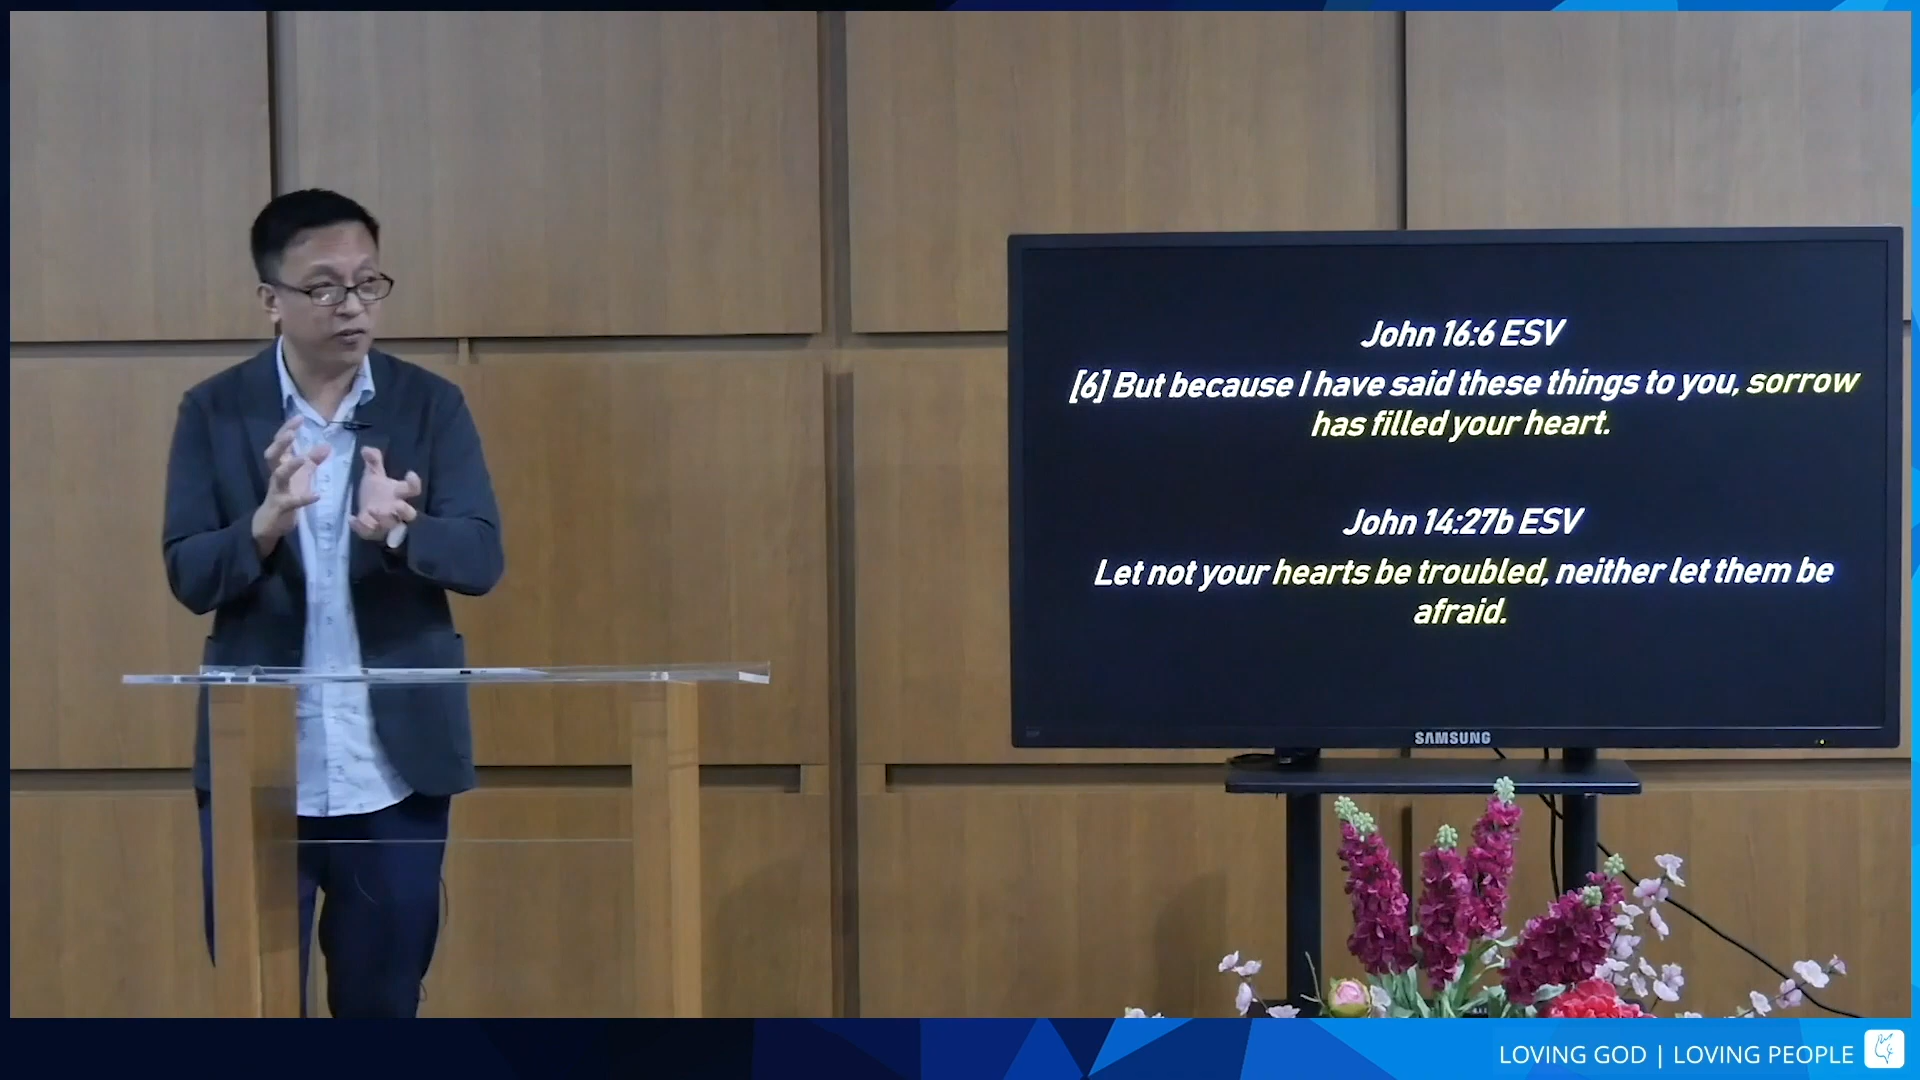 John 16:6 ESV
[6] But because I have said these things to you, sorrow
has filled your heart.
John 14:27b ESV
Let not your hearts be troubled, neither let them be
afraid.
SAMSUNG
LOVING GOD | LOVING PEOPLE